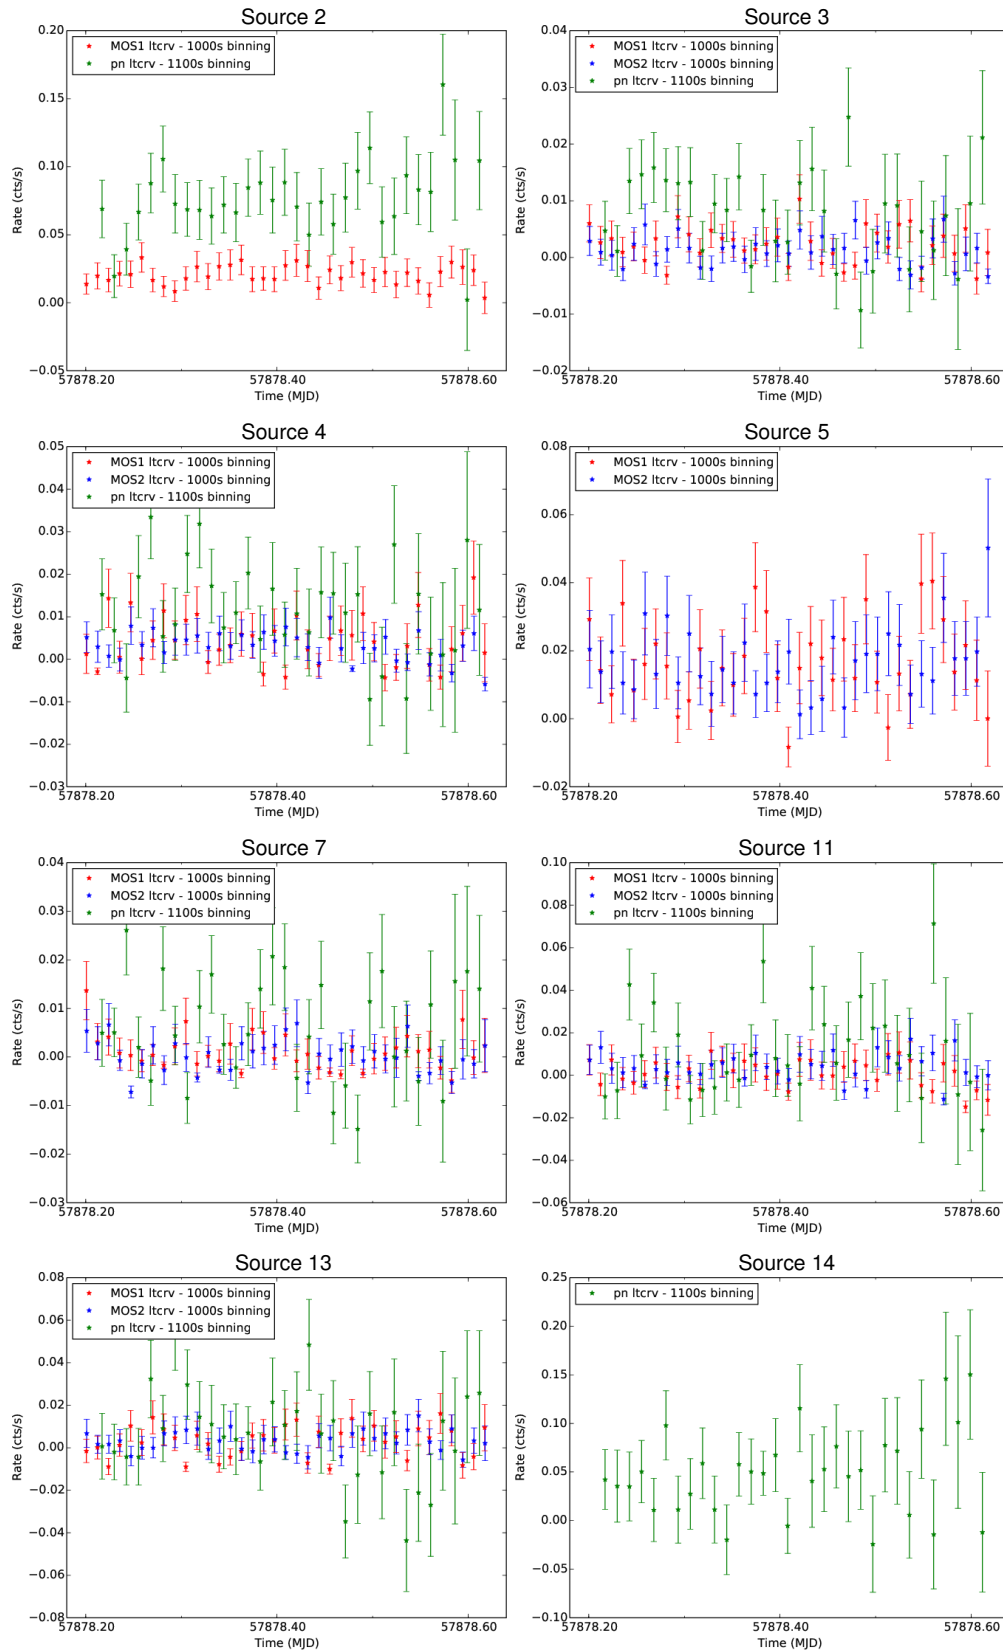 Source 2
MOS1 ltcrv - 1000s binning
pn ltcrv - 1100s binning
0.20
0.15
0.10
0.05
0.00
−0.05
Rate (cts/s)
57878.20
57878.40
57878.60
Time (MJD)
Source 3
MOS1 ltcrv - 1000s binning
MOS2 ltcrv - 1000s binning
pn ltcrv - 1100s binning
0.04
0.03
0.02
0.01
0.00
−0.01
−0.02
Rate (cts/s)
57878.20
57878.40
57878.60
Time (MJD)
Source 4
MOS1 ltcrv - 1000s binning
MOS2 ltcrv - 1000s binning
pn ltcrv - 1100s binning
0.05
0.04
0.03
0.02
0.01
0.00
−0.01
−0.02
−0.03
Rate (cts/s)
57878.20
57878.40
57878.60
Time (MJD)
Source 5
MOS1 ltcrv - 1000s binning
MOS2 ltcrv - 1000s binning
0.08
0.06
0.04
0.02
0.00
−0.02
Rate (cts/s)
57878.20
57878.40
57878.60
Time (MJD)
Source 7
MOS1 ltcrv - 1000s binning
MOS2 ltcrv - 1000s binning
pn ltcrv - 1100s binning
0.04
0.03
0.02
0.01
0.00
−0.01
−0.02
−0.03
Rate (cts/s)
57878.20
57878.40
57878.60
Time (MJD)
Source 11
MOS1 ltcrv - 1000s binning
MOS2 ltcrv - 1000s binning
pn ltcrv - 1100s binning
0.10
0.08
0.06
0.04
0.02
0.00
−0.02
−0.04
−0.06
Rate (cts/s)
57878.20
57878.40
57878.60
Time (MJD)
Source 13
MOS1 ltcrv - 1000s binning
MOS2 ltcrv - 1000s binning
pn ltcrv - 1100s binning
0.08
0.06
0.04
0.02
0.00
−0.02
−0.04
−0.06
−0.08
Rate (cts/s)
57878.20
57878.40
57878.60
Time (MJD)
Source 14
pn ltcrv - 1100s binning
0.25
0.20
0.15
0.10
0.05
0.00
−0.05
−0.10
Rate (cts/s)
57878.20
57878.40
57878.60
Time (MJD)